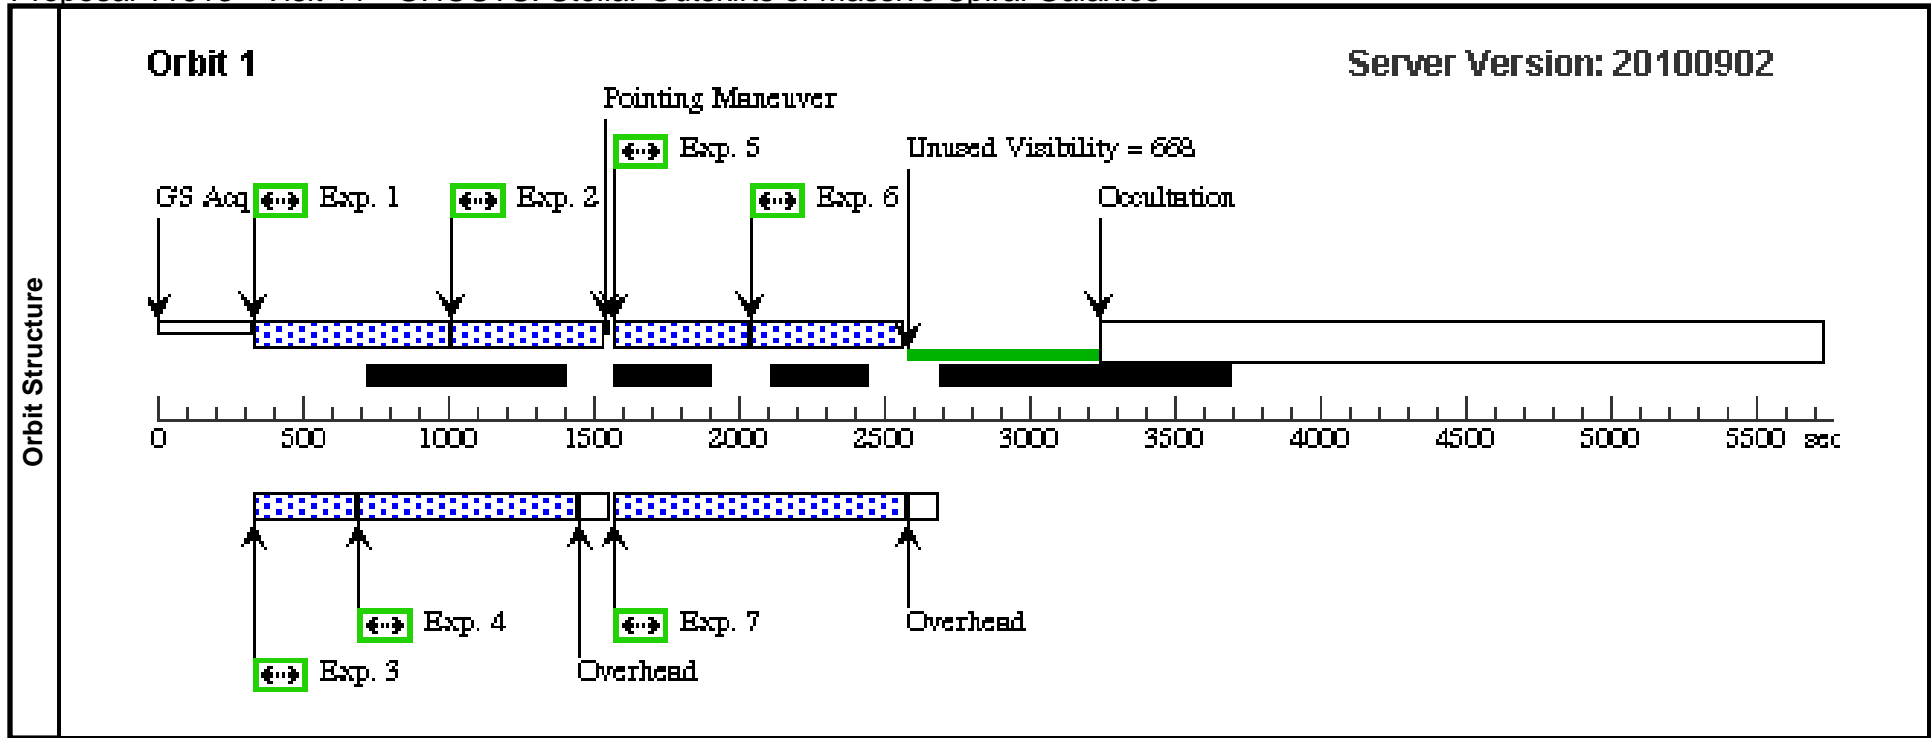 Orbit Structure
Orbit 1
Server Version: 20100902
Pointing Maneuver
Exp. 5
Unused Visibility = 668
GS Acq
Exp. 1
Exp. 2
Exp. 6
Occultation
0 500 1000 1500 2000 2500 3000 3500 4000 4500 5000 5500 sec
Exp. 4
Exp. 7
Overhead
Exp. 3
Overhead